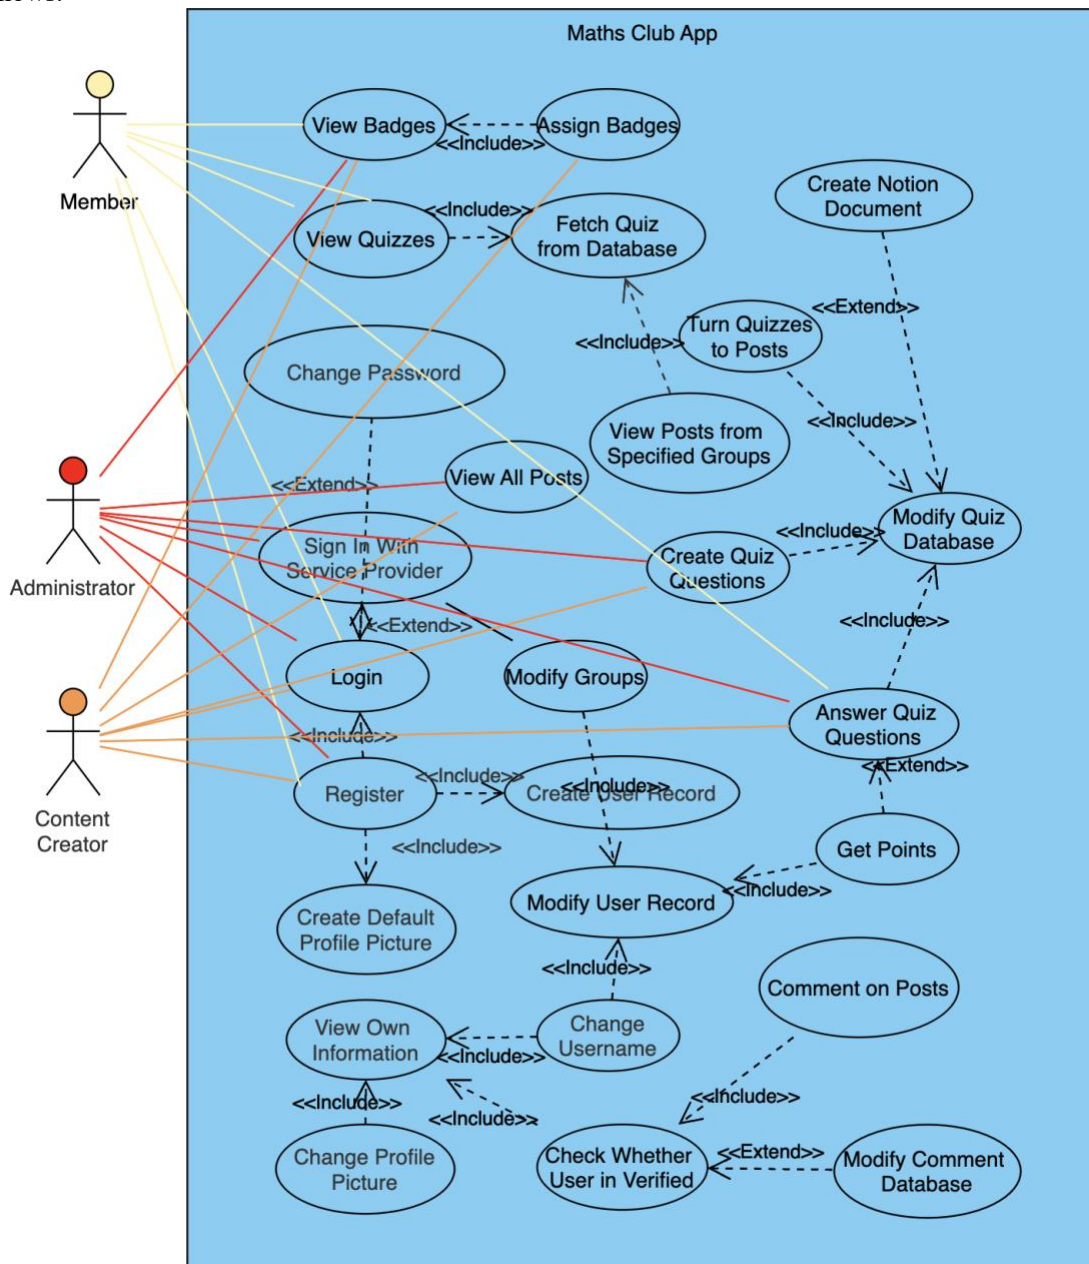 Maths Club App
View Badges
<<Include>>
Assign Badges
Member
Create Notion
Document
View Quizzes
<<Include>>
Fetch Quiz
from Database
<<Extend>>
Turn Quizzes
to Posts
<<Include>>
Change Password
<<Include>>
View Posts from
Specified Groups
View All Posts
<<Extend>>
Administrator
Sign In With
Service Provider
Create Quiz
Questions
<<Include>>
Modify Quiz
Database
<<Extend>>
<<Include>>
Login
Modify Groups
Content
Creator
Answer Quiz
Questions
<<Include>>
<<Extend>>
Register
<<Include>>
Create User Record
<<Include>>
<<Include>>
Get Points
<<Include>>
Create Default
Profile Picture
Modify User Record
<<Include>>
Comment on Posts
View Own
Information
<<Include>>
Change
Username
<<Include>>
<<Include>>
<<Include>>
Change Profile
Picture
Check Whether
User in Verified
<<Extend>>
Modify Comment
Database